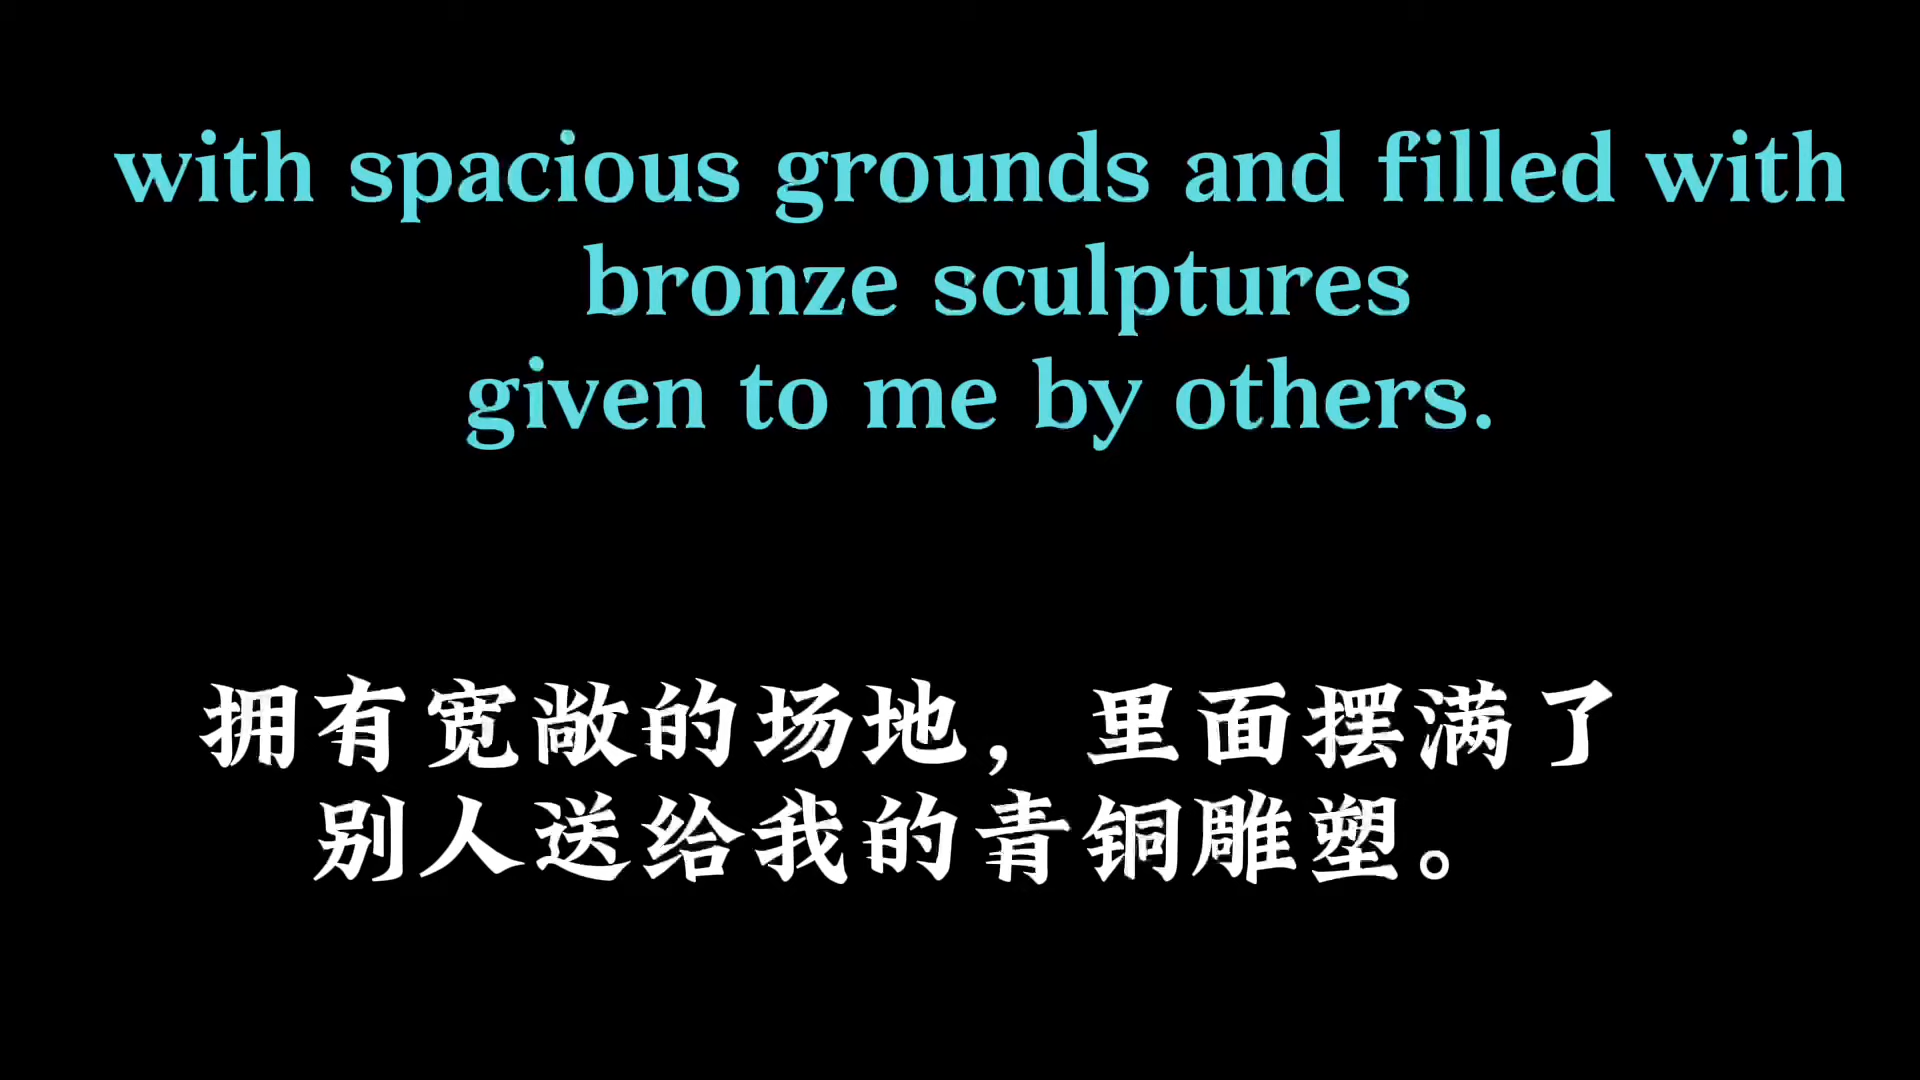 with spacious grounds and filled with
bronze sculptures
given to me by others.
拥有宽敞的场地，里面摆满了
别人送给我的青铜雕塑。